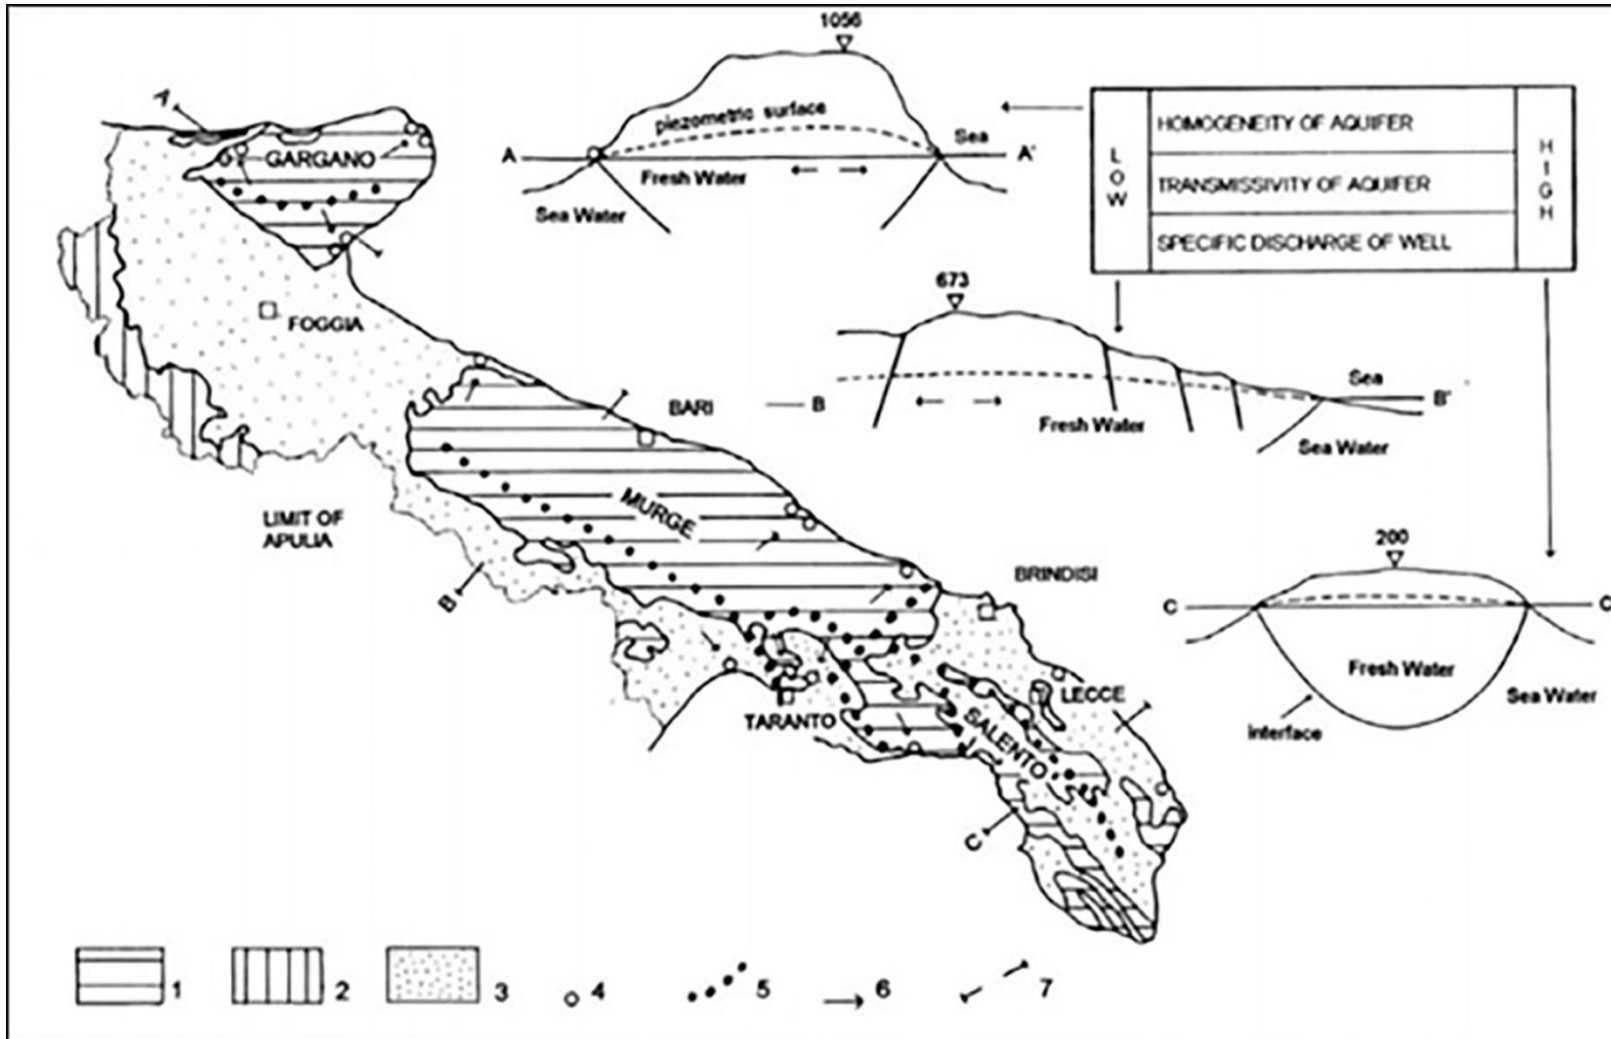 1056
A
piezometric surface
Sea
A
A'
Fresh Water
Sea Water
LOW
HOMOGENEITY OF AQUIFER
TRANSMISSIVITY OF AQUIFER
SPECIFIC DISCHARGE OF WELL
HIGH
GARGANO
FOGGIA
673
BARI
B
Sea
B'
Fresh Water
Sea Water
MURGE
LIMIT OF
APULIA
B
BRINDISI
200
C
C
Fresh Water
Sea Water
interface
LECCE
TARANTO
SALENTO
C
1
2
3
4
5
6
7